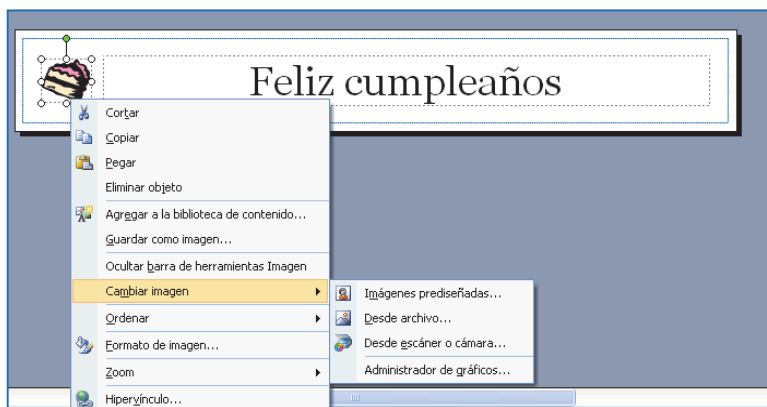 Feliz cumpleaños
Cortar
Copiar
Pegar
Eliminar objeto
Agregar a la biblioteca de contenido...
Guardar como imagen...
Ocultar barra de herramientas Imagen
Cambiar imagen
Ordenar
Formato de imagen...
Zoom
Hipervínculo...
Imágenes prediseñadas...
Desde archivo...
Desde escáner o cámara...
Administrador de gráficos...